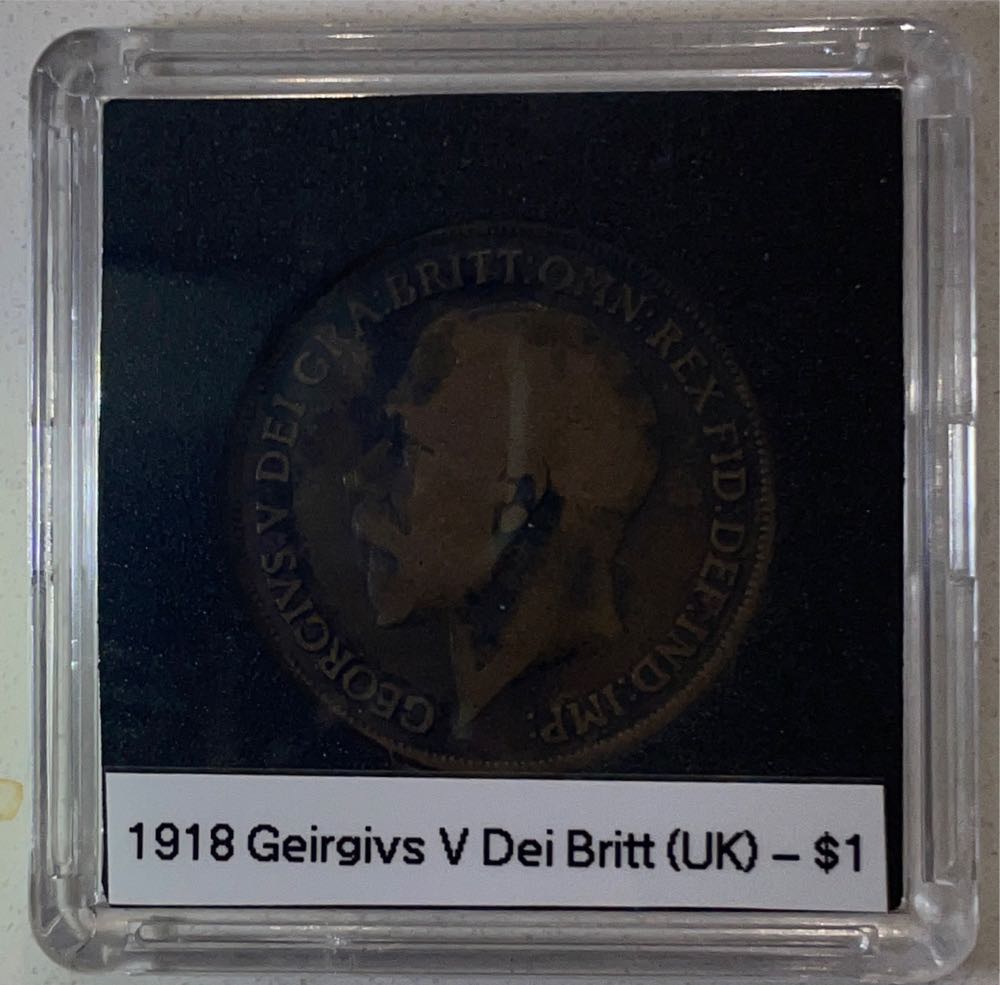 GEORGIVS V DEI GRA: BRITT: OMN: REX FID: DEF: IND: IMP:
1918 Geirgivs V Dei Britt (UK) – $1